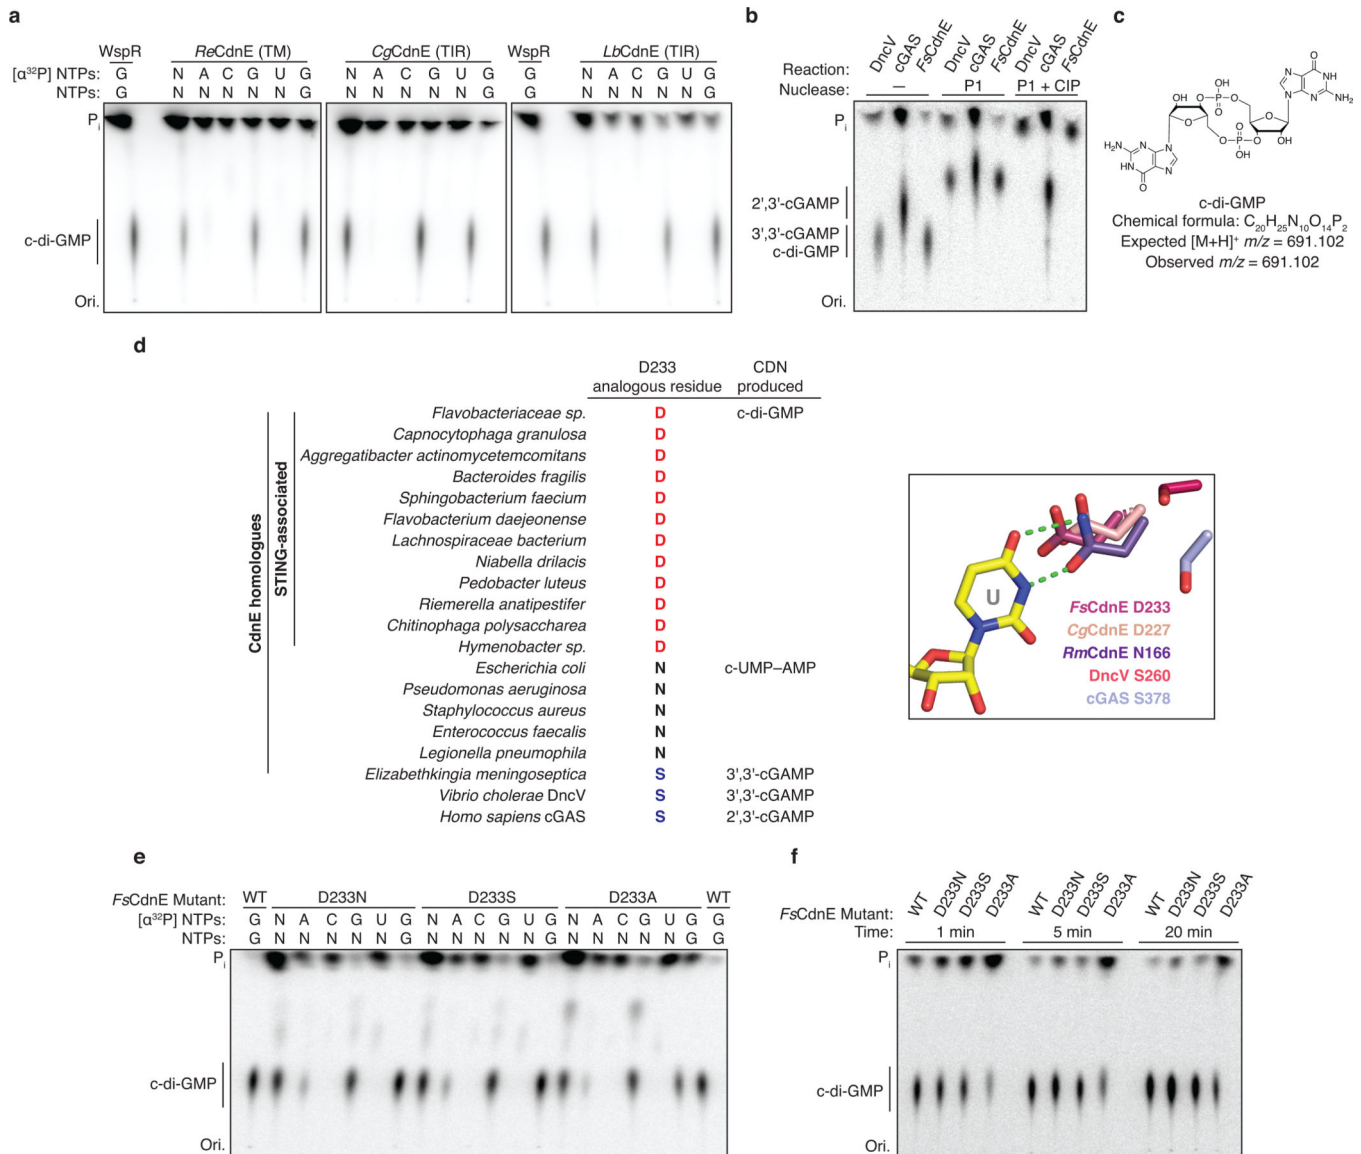 a
WspR ReCdnE (TM) CgCdnE (TIR) WspR LbCdnE (TIR)
[α³²P] NTPs: G N A C G U G N A C G U G G N A C G U G
NTPs: G N N N N N G N N N N N G G N N N N N G
Pi
c-di-GMP
Ori.
b
DncV cGAS FsCdnE DncV cGAS FsCdnE DncV cGAS FsCdnE
Reaction:
Nuclease: — P1 P1 + CIP
Pi
2',3'-cGAMP
3',3'-cGAMP
c-di-GMP
Ori.
c
O
N NH
OH O O N N NH₂
P
O O O
O O
H₂N N N O P O OH
HN N OH
O
c-di-GMP
Chemical formula: C₂₀H₂₅N₁₀O₁₄P₂
Expected [M+H]⁺ m/z = 691.102
Observed m/z = 691.102
d
D233 CDN
analogous residue produced
CdnE homologues
STING-associated
Flavobacteriaceae sp. D c-di-GMP
Capnocytophaga granulosa D
Aggregatibacter actinomycetemcomitans D
Bacteroides fragilis D
Sphingobacterium faecium D
Flavobacterium daejeonense D
Lachnospiraceae bacterium D
Niabella drilacis D
Pedobacter luteus D
Riemerella anatipestifer D
Chitinophaga polysaccharea D
Hymenobacter sp. D
Escherichia coli N c-UMP–AMP
Pseudomonas aeruginosa N
Staphylococcus aureus N
Enterococcus faecalis N
Legionella pneumophila N
Elizabethkingia meningoseptica S 3',3'-cGAMP
Vibrio cholerae DncV S 3',3'-cGAMP
Homo sapiens cGAS S 2',3'-cGAMP
U
FsCdnE D233
CgCdnE D227
RmCdnE N166
DncV S260
cGAS S378
e
FsCdnE Mutant: WT D233N D233S D233A WT
[α³²P] NTPs: G N A C G U G N A C G U G N A C G U G G
NTPs: G N N N N N G N N N N N G N N N N N G G
Pi
c-di-GMP
Ori.
f
WT D233N D233S D233A WT D233N D233S D233A WT D233N D233S D233A
FsCdnE Mutant:
Time: 1 min 5 min 20 min
Pi
c-di-GMP
Ori.